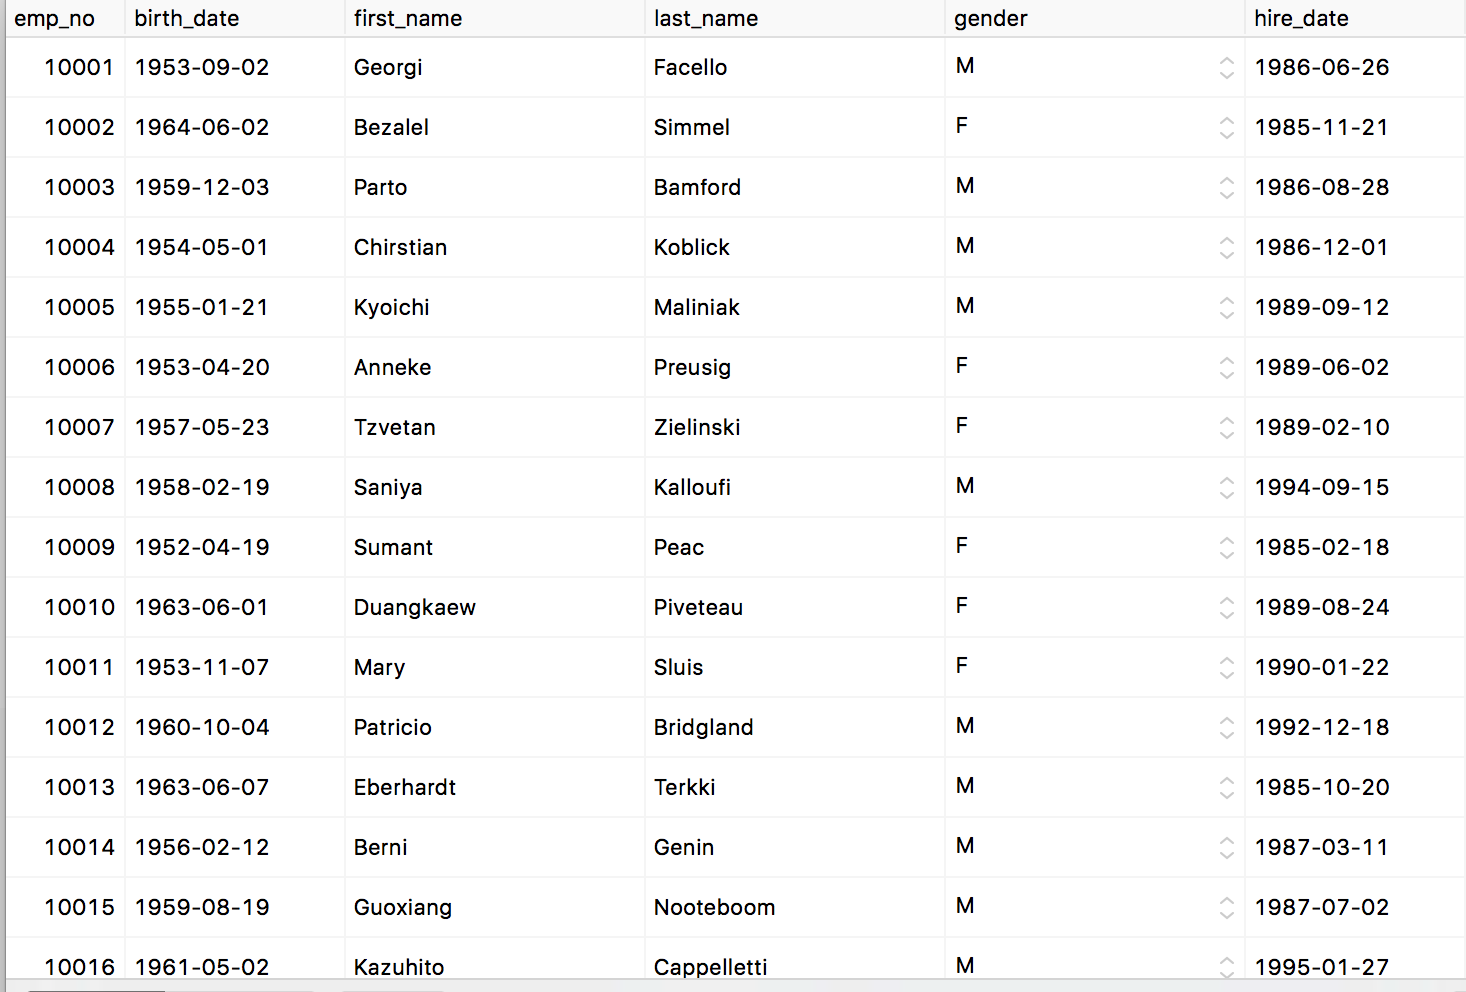 emp_no birth_date first_name last_name gender hire_date
10001 1953-09-02 Georgi Facello M 1986-06-26
10002 1964-06-02 Bezalel Simmel F 1985-11-21
10003 1959-12-03 Parto Bamford M 1986-08-28
10004 1954-05-01 Chirstian Koblick M 1986-12-01
10005 1955-01-21 Kyoichi Maliniak M 1989-09-12
10006 1953-04-20 Anneke Preusig F 1989-06-02
10007 1957-05-23 Tzvetan Zielinski F 1989-02-10
10008 1958-02-19 Saniya Kalloufi M 1994-09-15
10009 1952-04-19 Sumant Peac F 1985-02-18
10010 1963-06-01 Duangkaew Piveteau F 1989-08-24
10011 1953-11-07 Mary Sluis F 1990-01-22
10012 1960-10-04 Patricio Bridgland M 1992-12-18
10013 1963-06-07 Eberhardt Terkki M 1985-10-20
10014 1956-02-12 Berni Genin M 1987-03-11
10015 1959-08-19 Guoxiang Nooteboom M 1987-07-02
10016 1961-05-02 Kazuhito Cappelletti M 1995-01-27